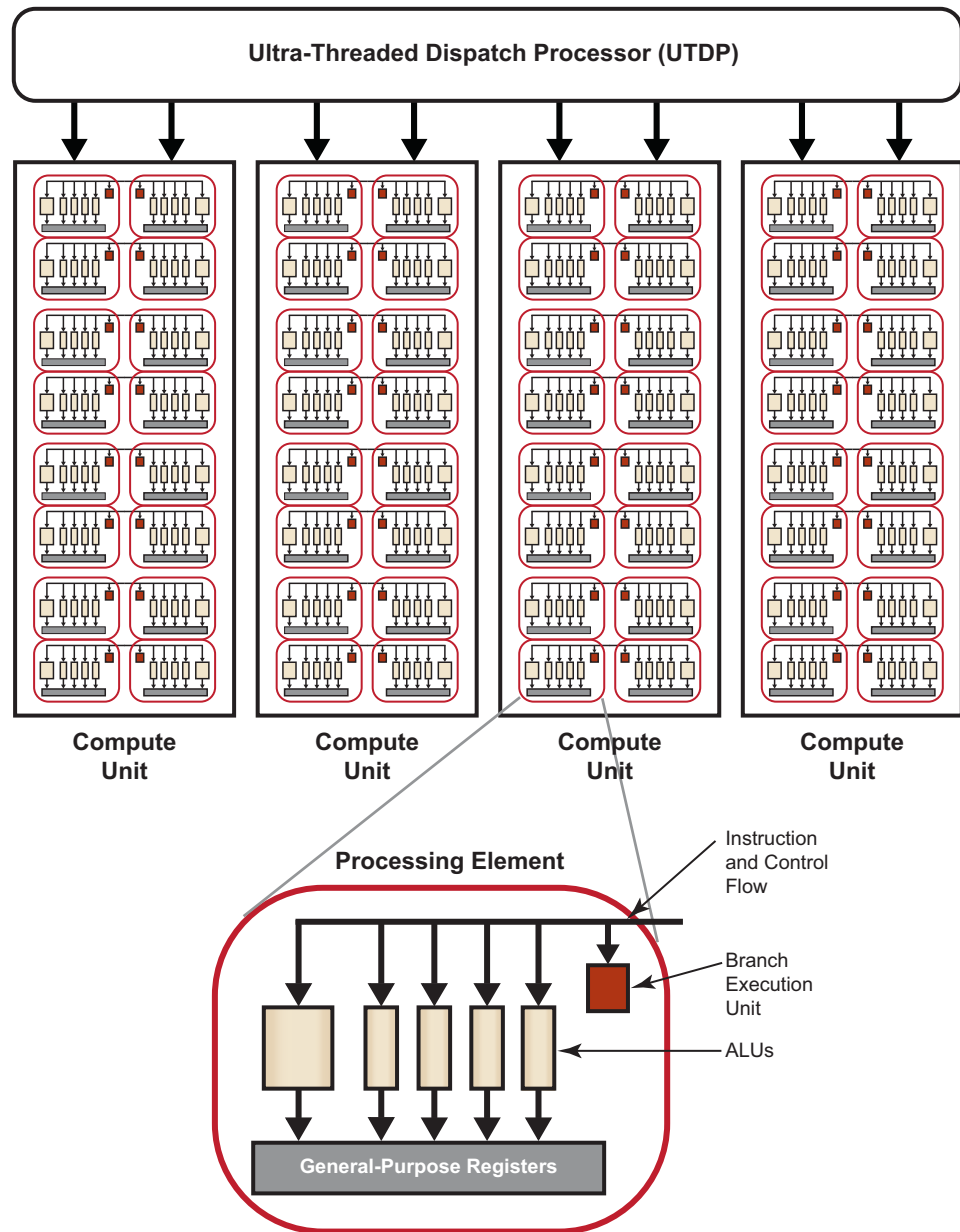 Ultra-Threaded Dispatch Processor (UTDP)
Compute
Unit
Compute
Unit
Compute
Unit
Compute
Unit
Processing Element
Instruction
and Control
Flow
Branch
Execution
Unit
ALUs
General-Purpose Registers